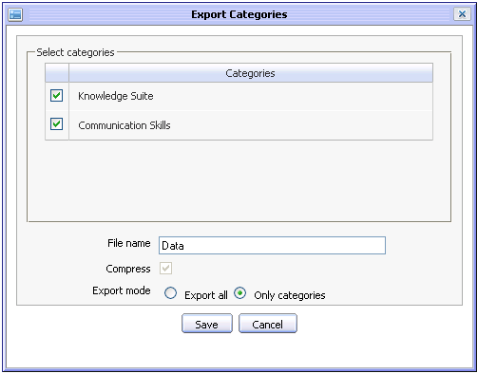 Export Categories
Select categories
Categories
Knowledge Suite
Communication Skills
File name Data
Compress
Export mode Export all Only categories
Save Cancel